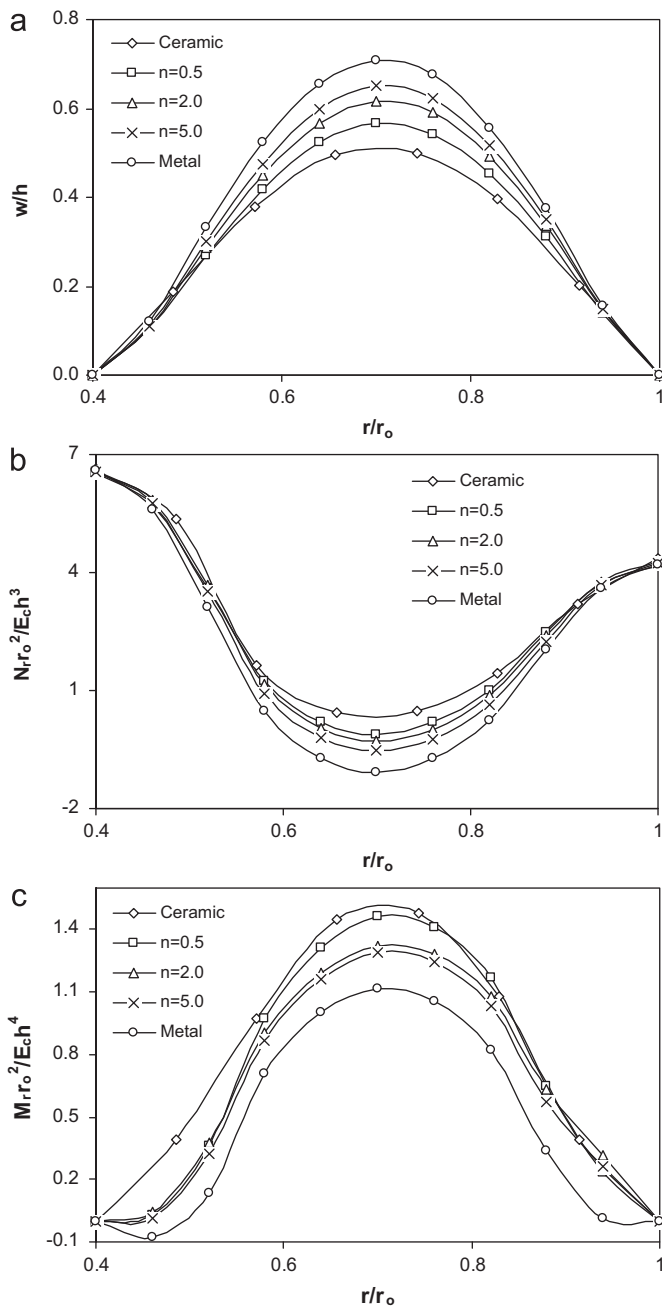 a
Ceramic
n=0.5
n=2.0
n=5.0
Metal
0.8
0.6
0.4
0.2
0.0
w/h
0.4
0.6
0.8
1
r/ro
b
Ceramic
n=0.5
n=2.0
n=5.0
Metal
7
4
1
-2
Nrro2/Ech3
0.4
0.6
0.8
1
r/ro
c
Ceramic
n=0.5
n=2.0
n=5.0
Metal
1.4
1.1
0.8
0.5
0.2
-0.1
Mrro2/Ech4
0.4
0.6
0.8
1
r/ro